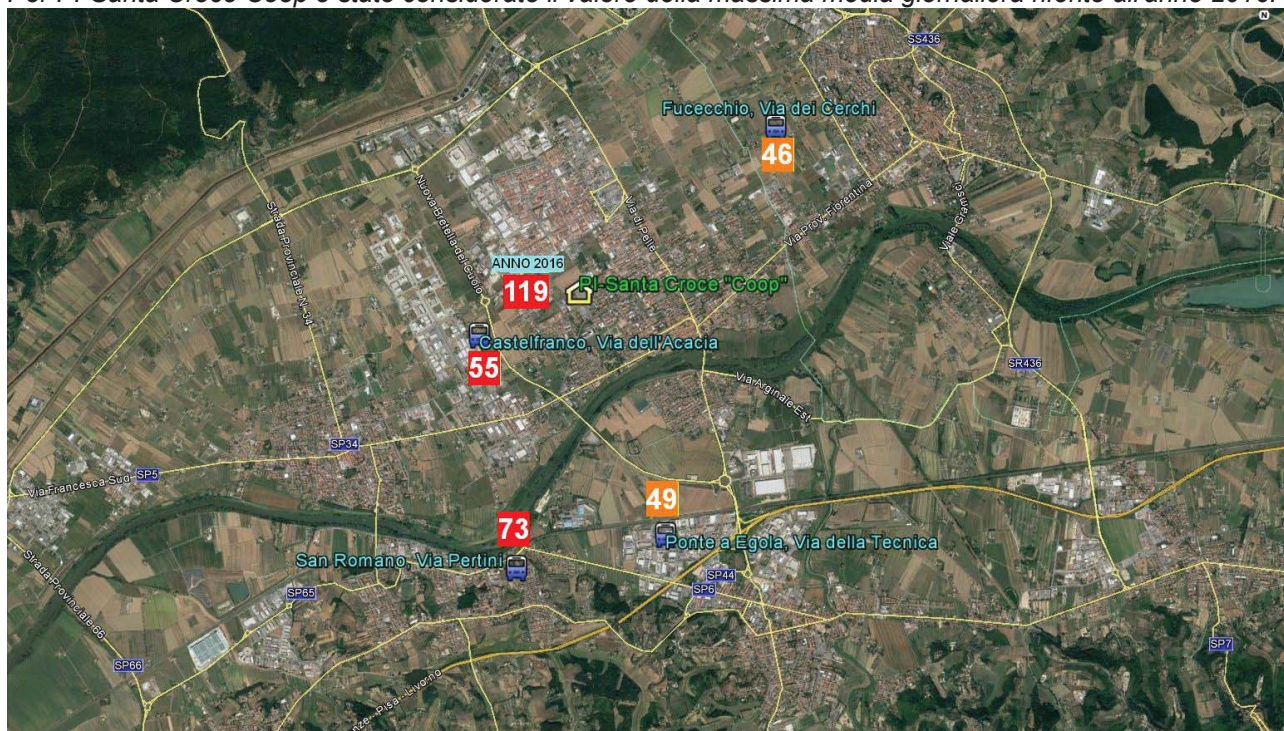 Per PI-Santa Croce Coop è stato considerato il valore della massima media giornaliera riferito all'anno 2016.
N
SS436
Fucecchio, Via dei Cerchi
46
Strada Provinciale N. 34
Nuova Bretella del Cuoio
Via di Pelle
Via Prov. Fiorentina
Viale Gramsci
ANNO 2016
119
PI-Santa Croce "Coop"
Castelfranco, Via dell'Acacia
55
Via Arginale Est
SR436
SP34
SP5
Via Francesca Sud
49
73
Ponte a Egola, Via della Tecnica
San Romano, Via Pertini
SP44
SP6
SP65
Strada Provinciale 66
SP66
SP7
nze-Pisa-Livorno